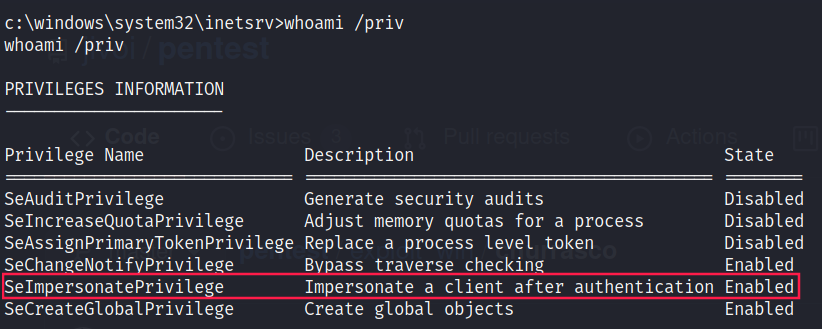 c:\windows\system32\inetsrv>whoami /priv
whoami /priv
pentest
PRIVILEGES INFORMATION
----------------------
Code Issues Pull requests Actions
Privilege Name Description State
============================= ========================================= ========
SeAuditPrivilege Generate security audits Disabled
SeIncreaseQuotaPrivilege Adjust memory quotas for a process Disabled
SeAssignPrimaryTokenPrivilege Replace a process level token Disabled
SeChangeNotifyPrivilege Bypass traverse checking Enabled
SeImpersonatePrivilege Impersonate a client after authentication Enabled
SeCreateGlobalPrivilege Create global objects Enabled